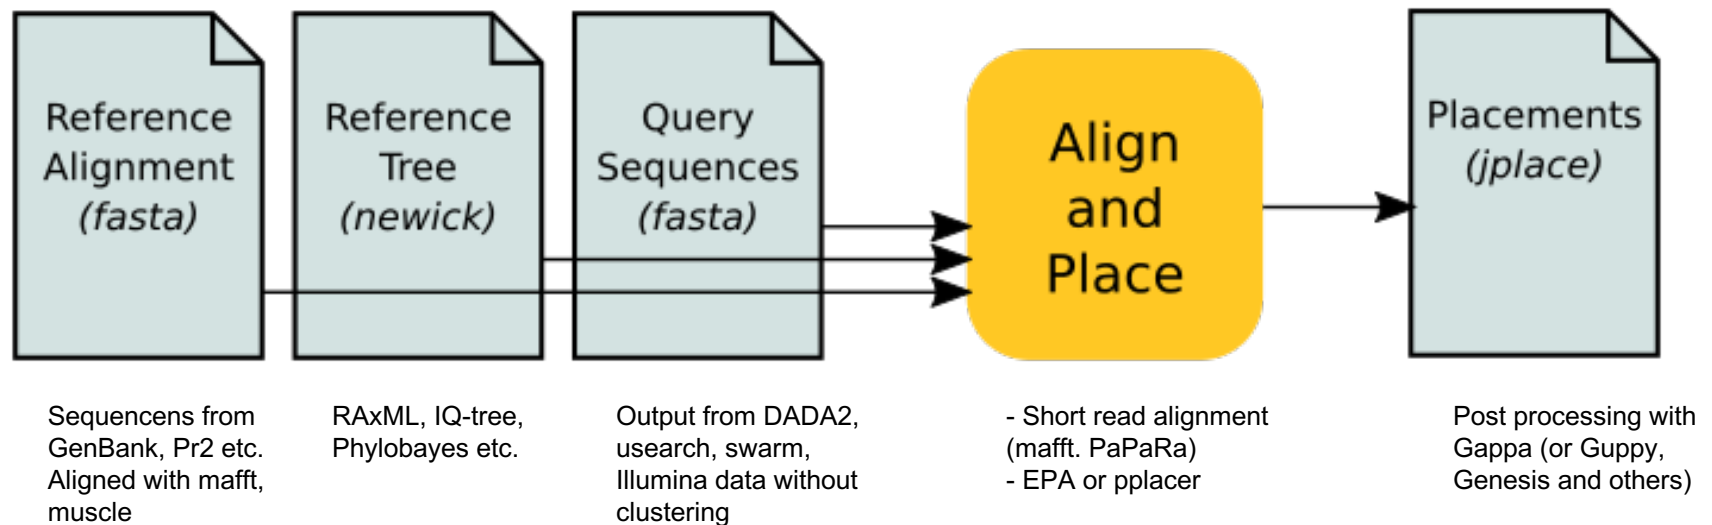 Reference
Alignment
(fasta)
Reference
Tree
(newick)
Query
Sequences
(fasta)
Align
and
Place
Placements
(jplace)
Sequencens from
GenBank, Pr2 etc.
Aligned with mafft,
muscle
RAxML, IQ-tree,
Phylobayes etc.
Output from DADA2,
usearch, swarm,
Illumina data without
clustering
- Short read alignment
(mafft. PaPaRa)
- EPA or pplacer
Post processing with
Gappa (or Guppy,
Genesis and others)